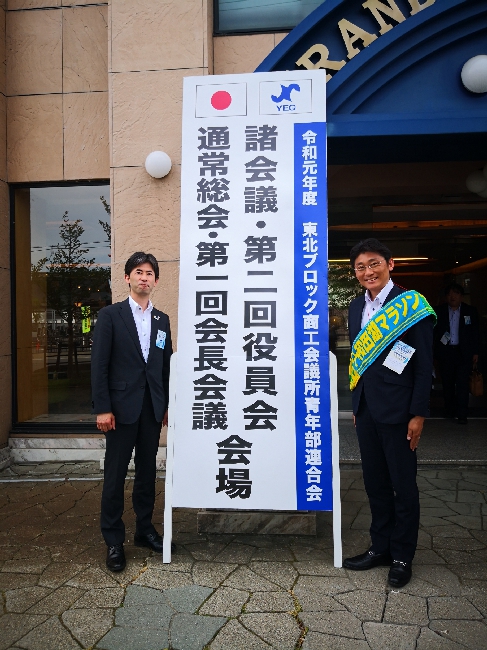 GRAND
YEG
令和元年度 東北ブロック商工会議所青年部連合会
諸会議・第二回役員会
通常総会・第一回会長会議
会場
マラソン